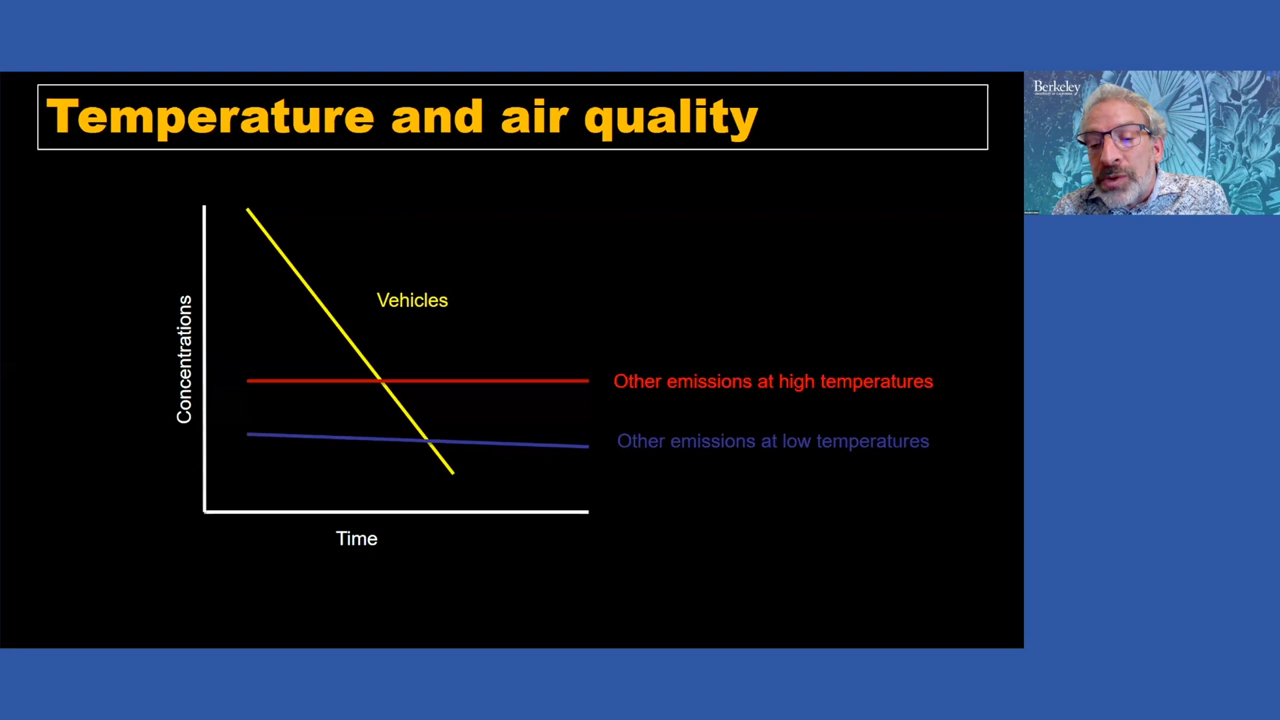 Temperature and air quality
Berkeley
Vehicles
Concentrations
Other emissions at high temperatures
Other emissions at low temperatures
Time